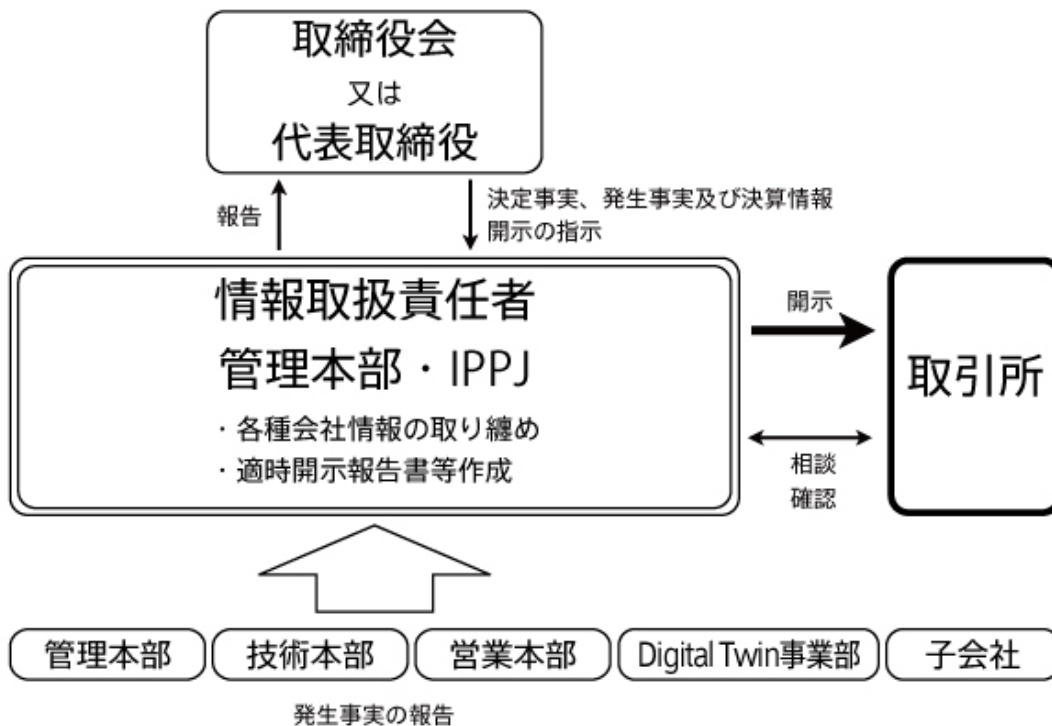 取締役会
又は
代表取締役
報告
決定事実、発生事実及び決算情報
開示の指示
情報取扱責任者
管理本部・IPPJ
・各種会社情報の取り纏め
・適時開示報告書等作成
開示
相談
確認
取引所
管理本部
技術本部
営業本部
Digital Twin事業部
子会社
発生事実の報告